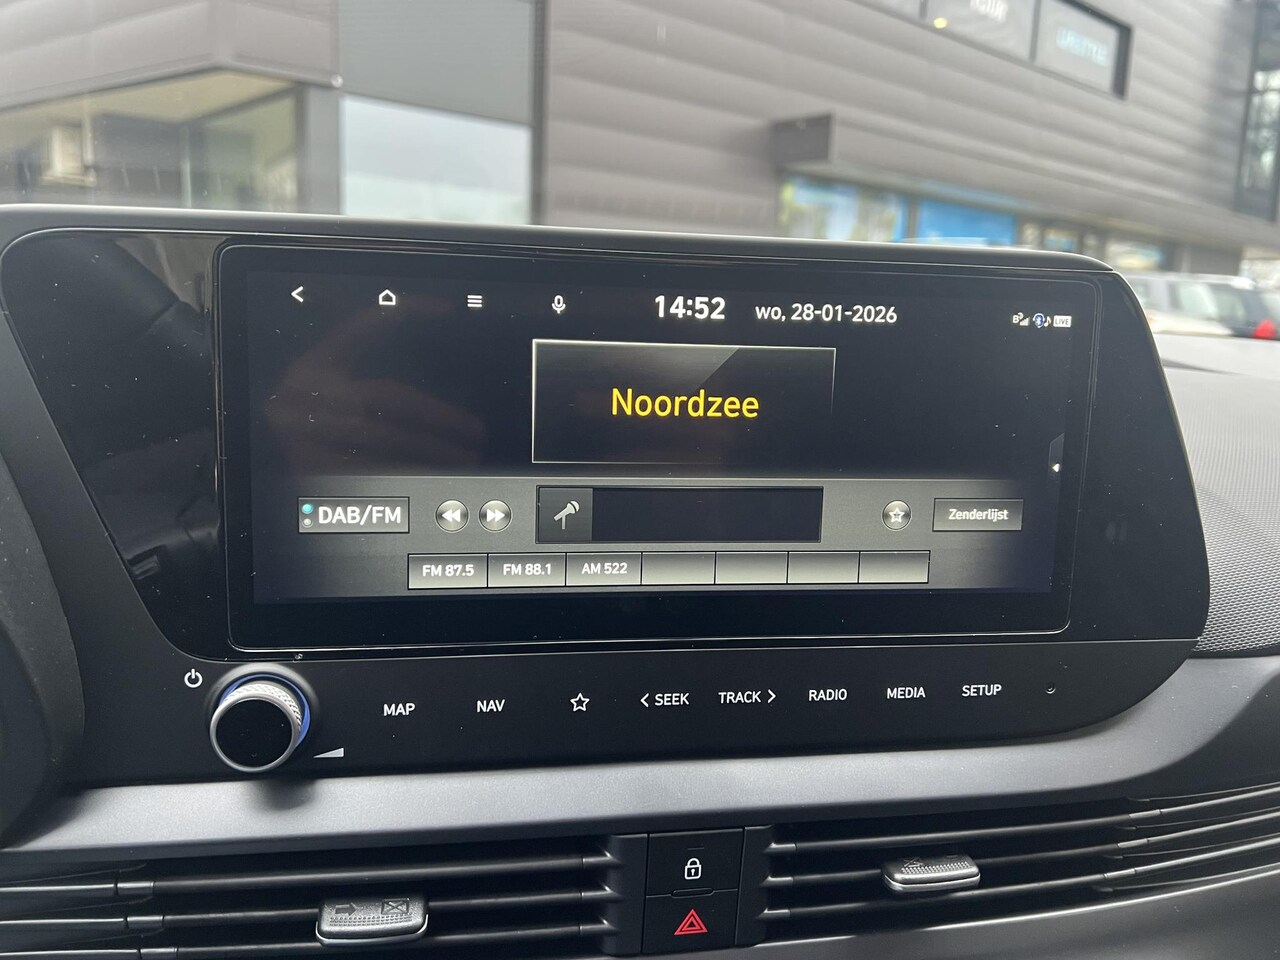 14:52 wo, 28-01-2026
LIVE
Noordzee
DAB/FM
Zenderlijst
FM 87.5 FM 88.1 AM 522
MAP NAV SEEK TRACK RADIO MEDIA SETUP